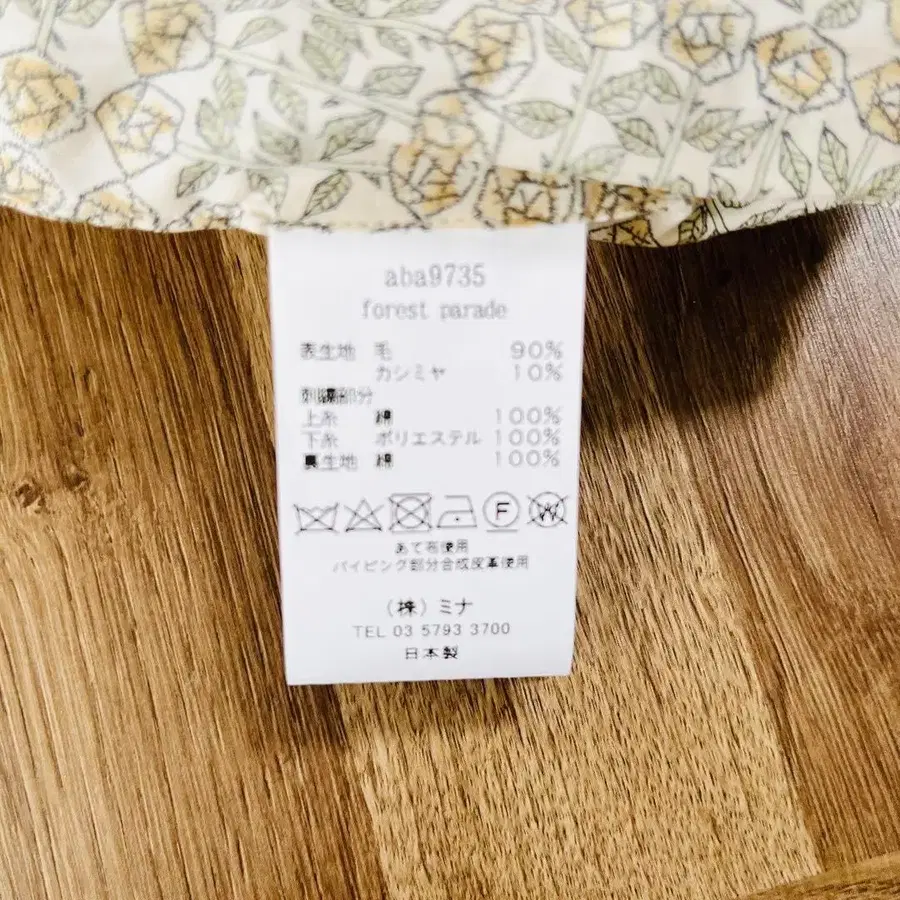 aba9735
forest parade
表生地 毛 90%
カシミヤ 10%
刺繍部分
上糸 綿 100%
下糸 ポリエステル 100%
裏生地 綿 100%
F W
あて布使用
パイピング部分合成皮革使用
（株）ミナ
TEL 03 5793 3700
日本製